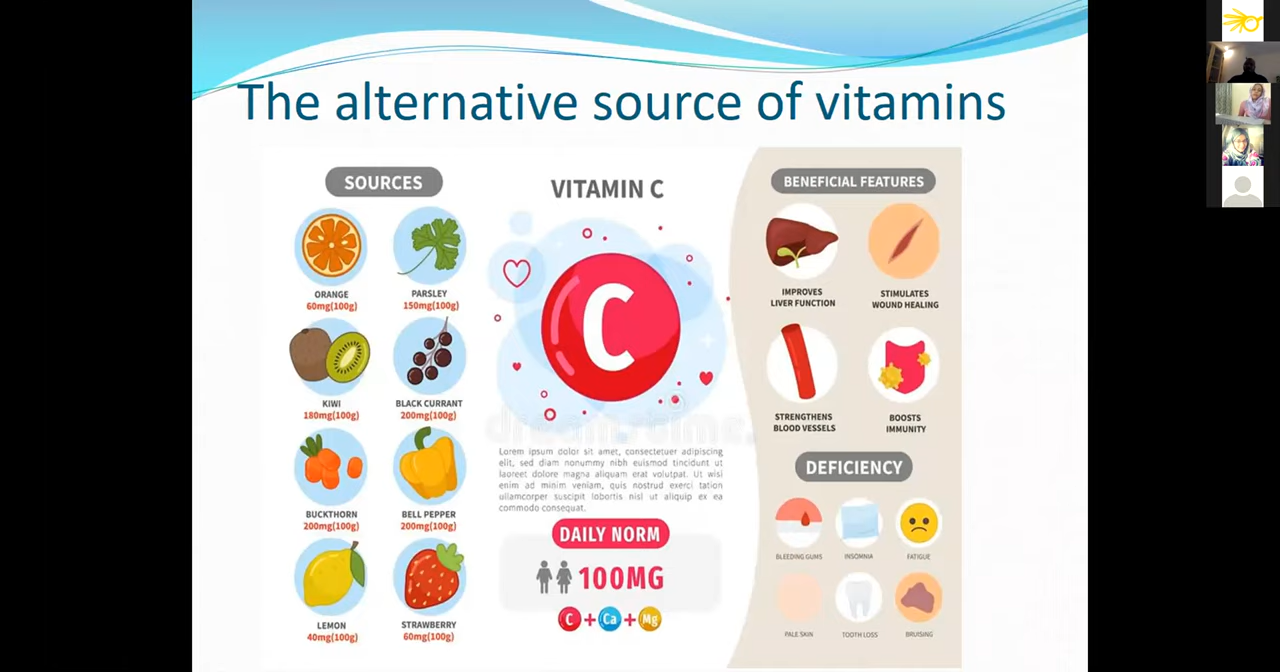 The alternative source of vitamins
SOURCES
ORANGE
60mg(100g)
PARSLEY
150mg(100g)
KIWI
180mg(100g)
BLACK CURRANT
200mg(100g)
BUCKTHORN
200mg(100g)
BELL PEPPER
200mg(100g)
LEMON
40mg(100g)
STRAWBERRY
60mg(100g)
VITAMIN C
C
dreamstime.
Lorem ipsum dolor sit amet, consectetuer adipiscing
elit, sed diam nonummy nibh euismod tincidunt ut
laoreet dolore magna aliquam erat volutpat. Ut wisi
enim ad minim veniam, quis nostrud exerci tation
ullamcorper suscipit lobortis nisl ut aliquip ex ea
commodo consequat.
DAILY NORM
100MG
C + Ca + Mg
BENEFICIAL FEATURES
IMPROVES
LIVER FUNCTION
STIMULATES
WOUND HEALING
STRENGTHENS
BLOOD VESSELS
BOOSTS
IMMUNITY
DEFICIENCY
BLEEDING GUMS
INSOMNIA
FATIGUE
PALE SKIN
TOOTH LOSS
BRUISING